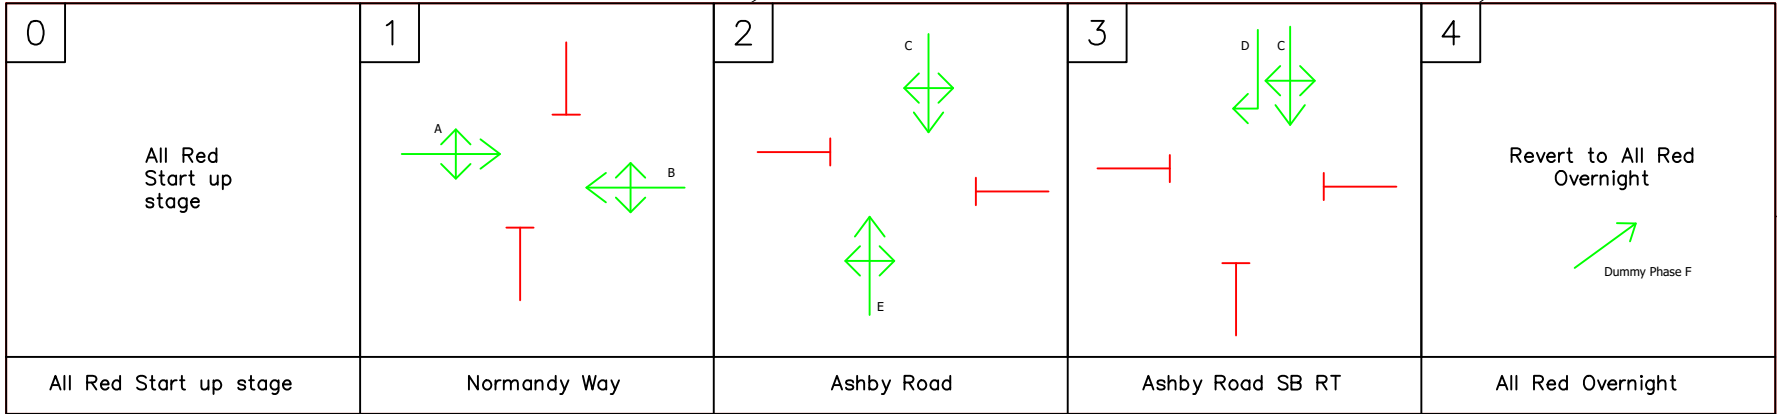 0
1
2
3
4
All Red
Start up
stage
A
B
C
E
D
C
Revert to All Red
Overnight
Dummy Phase F
All Red Start up stage
Normandy Way
Ashby Road
Ashby Road SB RT
All Red Overnight